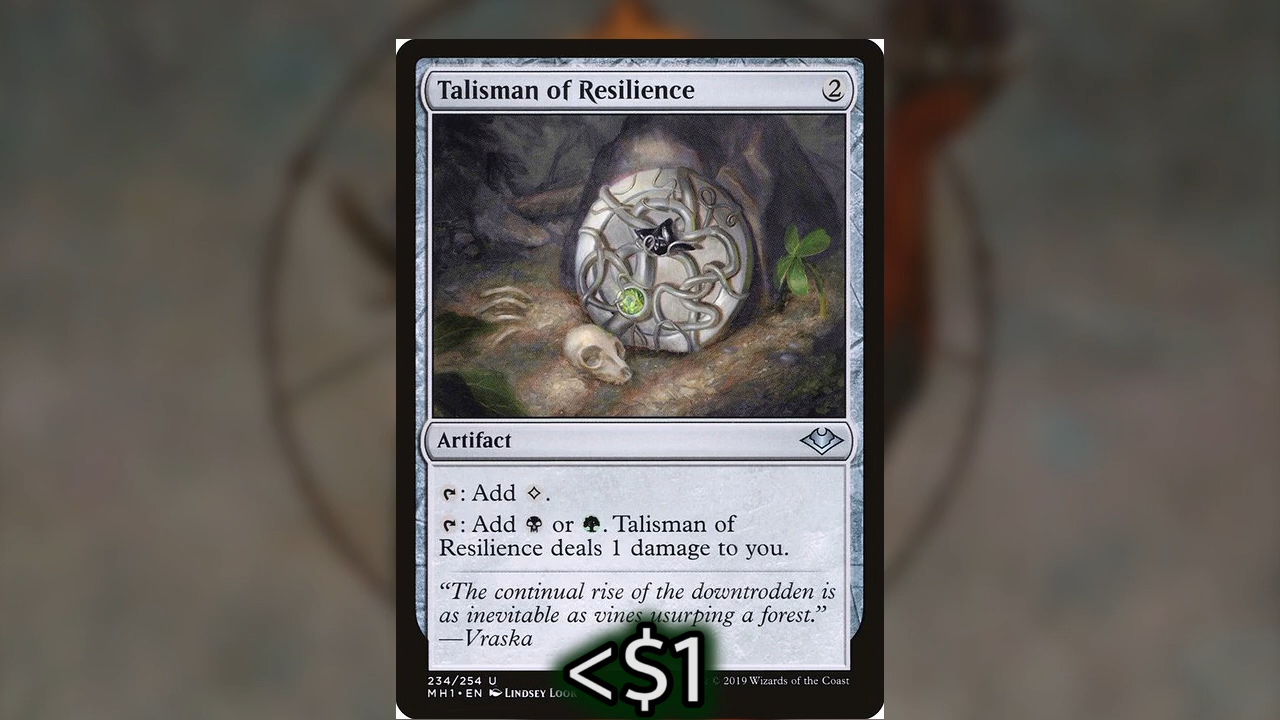 Talisman of Resilience 2
Artifact
: Add .
: Add or . Talisman of
Resilience deals 1 damage to you.
“The continual rise of the downtrodden is
as inevitable as vines usurping a forest.”
—Vraska
<$1
234/254 U
© 2019 Wizards of the Coast
MH1 • EN Lindsey